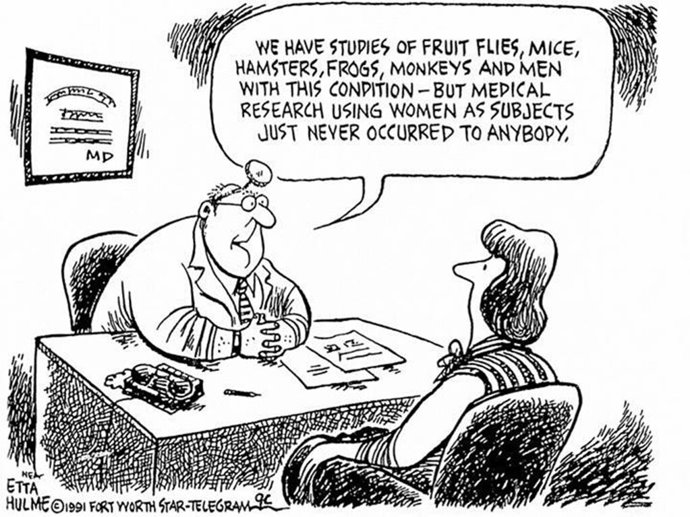 WE HAVE STUDIES OF FRUIT FLIES, MICE,
HAMSTERS, FROGS, MONKEYS AND MEN
WITH THIS CONDITION – BUT MEDICAL
RESEARCH USING WOMEN AS SUBJECTS
JUST NEVER OCCURRED TO ANYBODY.
MD
ETTA
HULME ©1991 FORT WORTH STAR-TELEGRAM